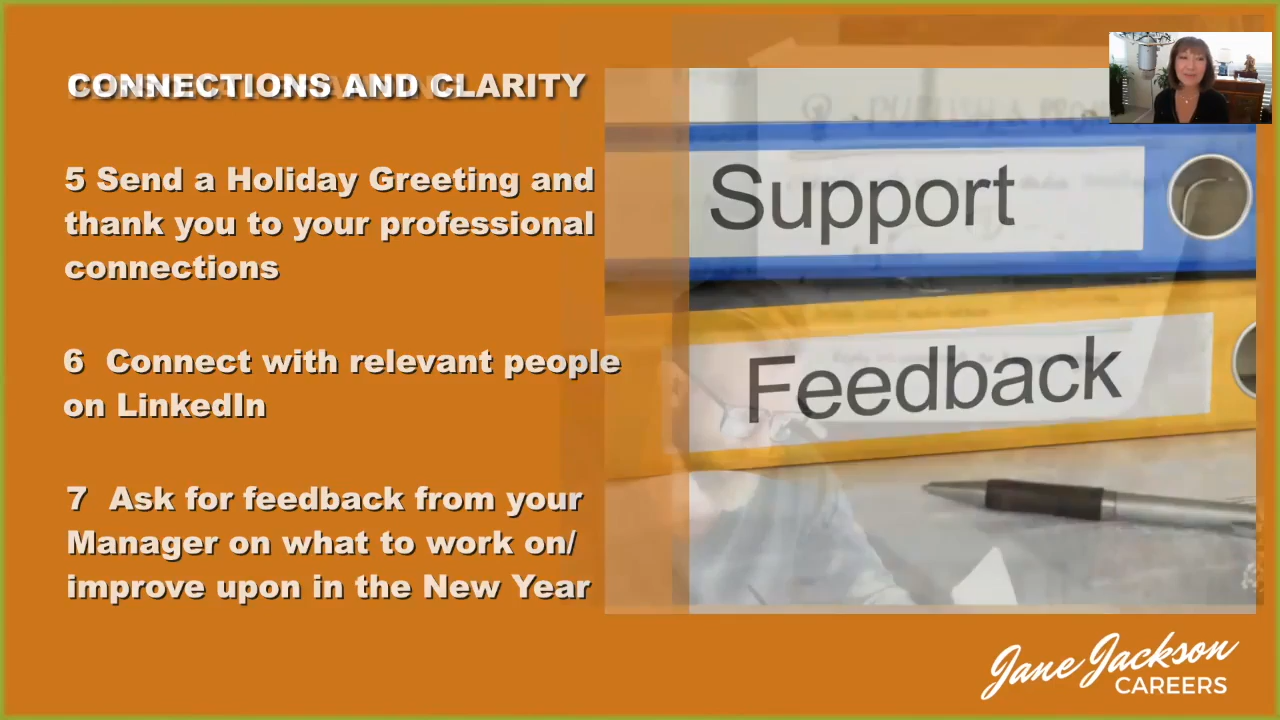 CONNECTIONS AND CLARITY
5 Send a Holiday Greeting and
thank you to your professional
connections
6 Connect with relevant people
on LinkedIn
7 Ask for feedback from your
Manager on what to work on/
improve upon in the New Year
Support
Feedback
Jane Jackson
CAREERS